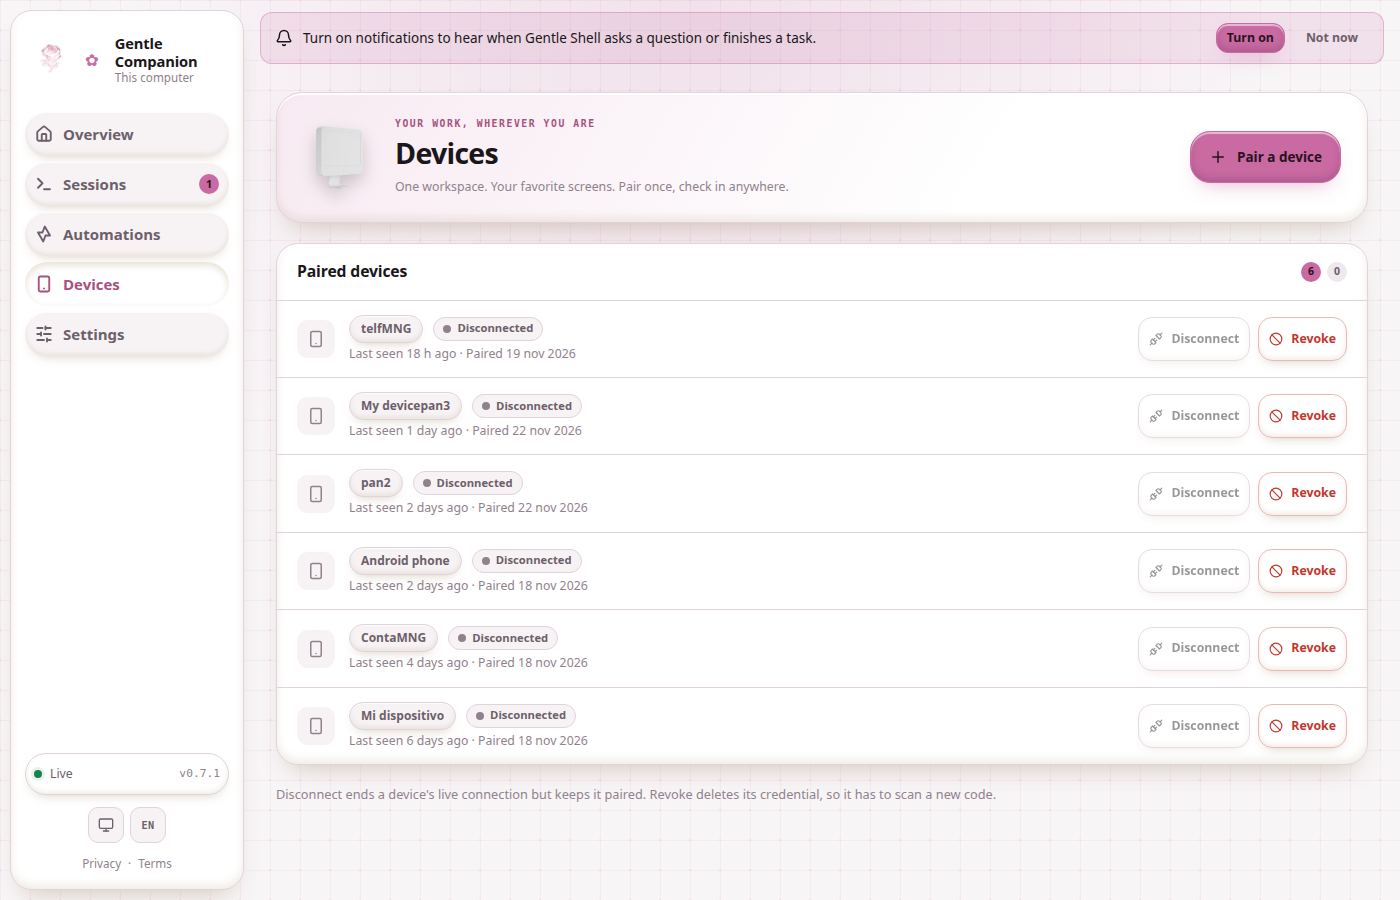 Gentle
Companion
This computer
Overview
Sessions 1
Automations
Devices
Settings
Live v0.7.1
EN
Privacy · Terms
Turn on notifications to hear when Gentle Shell asks a question or finishes a task. Turn on Not now
YOUR WORK, WHEREVER YOU ARE
Devices
One workspace. Your favorite screens. Pair once, check in anywhere.
Pair a device
Paired devices 6 0
telfMNG Disconnected
Last seen 18 h ago · Paired 19 nov 2026
Disconnect Revoke
My devicepan3 Disconnected
Last seen 1 day ago · Paired 22 nov 2026
Disconnect Revoke
pan2 Disconnected
Last seen 2 days ago · Paired 22 nov 2026
Disconnect Revoke
Android phone Disconnected
Last seen 2 days ago · Paired 18 nov 2026
Disconnect Revoke
ContaMNG Disconnected
Last seen 4 days ago · Paired 18 nov 2026
Disconnect Revoke
Mi dispositivo Disconnected
Last seen 6 days ago · Paired 18 nov 2026
Disconnect Revoke
Disconnect ends a device's live connection but keeps it paired. Revoke deletes its credential, so it has to scan a new code.